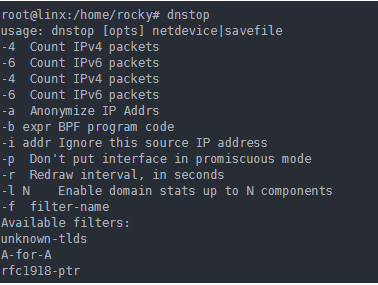 root@linx:/home/rocky# dnstop
usage: dnstop [opts] netdevice|savefile
-4  Count IPv4 packets
-6  Count IPv6 packets
-4  Count IPv4 packets
-6  Count IPv6 packets
-a  Anonymize IP Addrs
-b expr BPF program code
-i addr Ignore this source IP address
-p  Don't put interface in promiscuous mode
-r  Redraw interval, in seconds
-l N    Enable domain stats up to N components
-f  filter-name
Available filters:
unknown-tlds
A-for-A
rfc1918-ptr